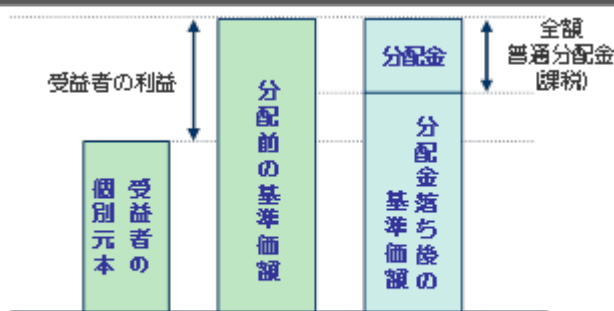 受益者の利益
受益者の
個別元本
分配前の基準価額
分配金
分配金落ち後の
基準価額
全額
普通分配金
(課税)